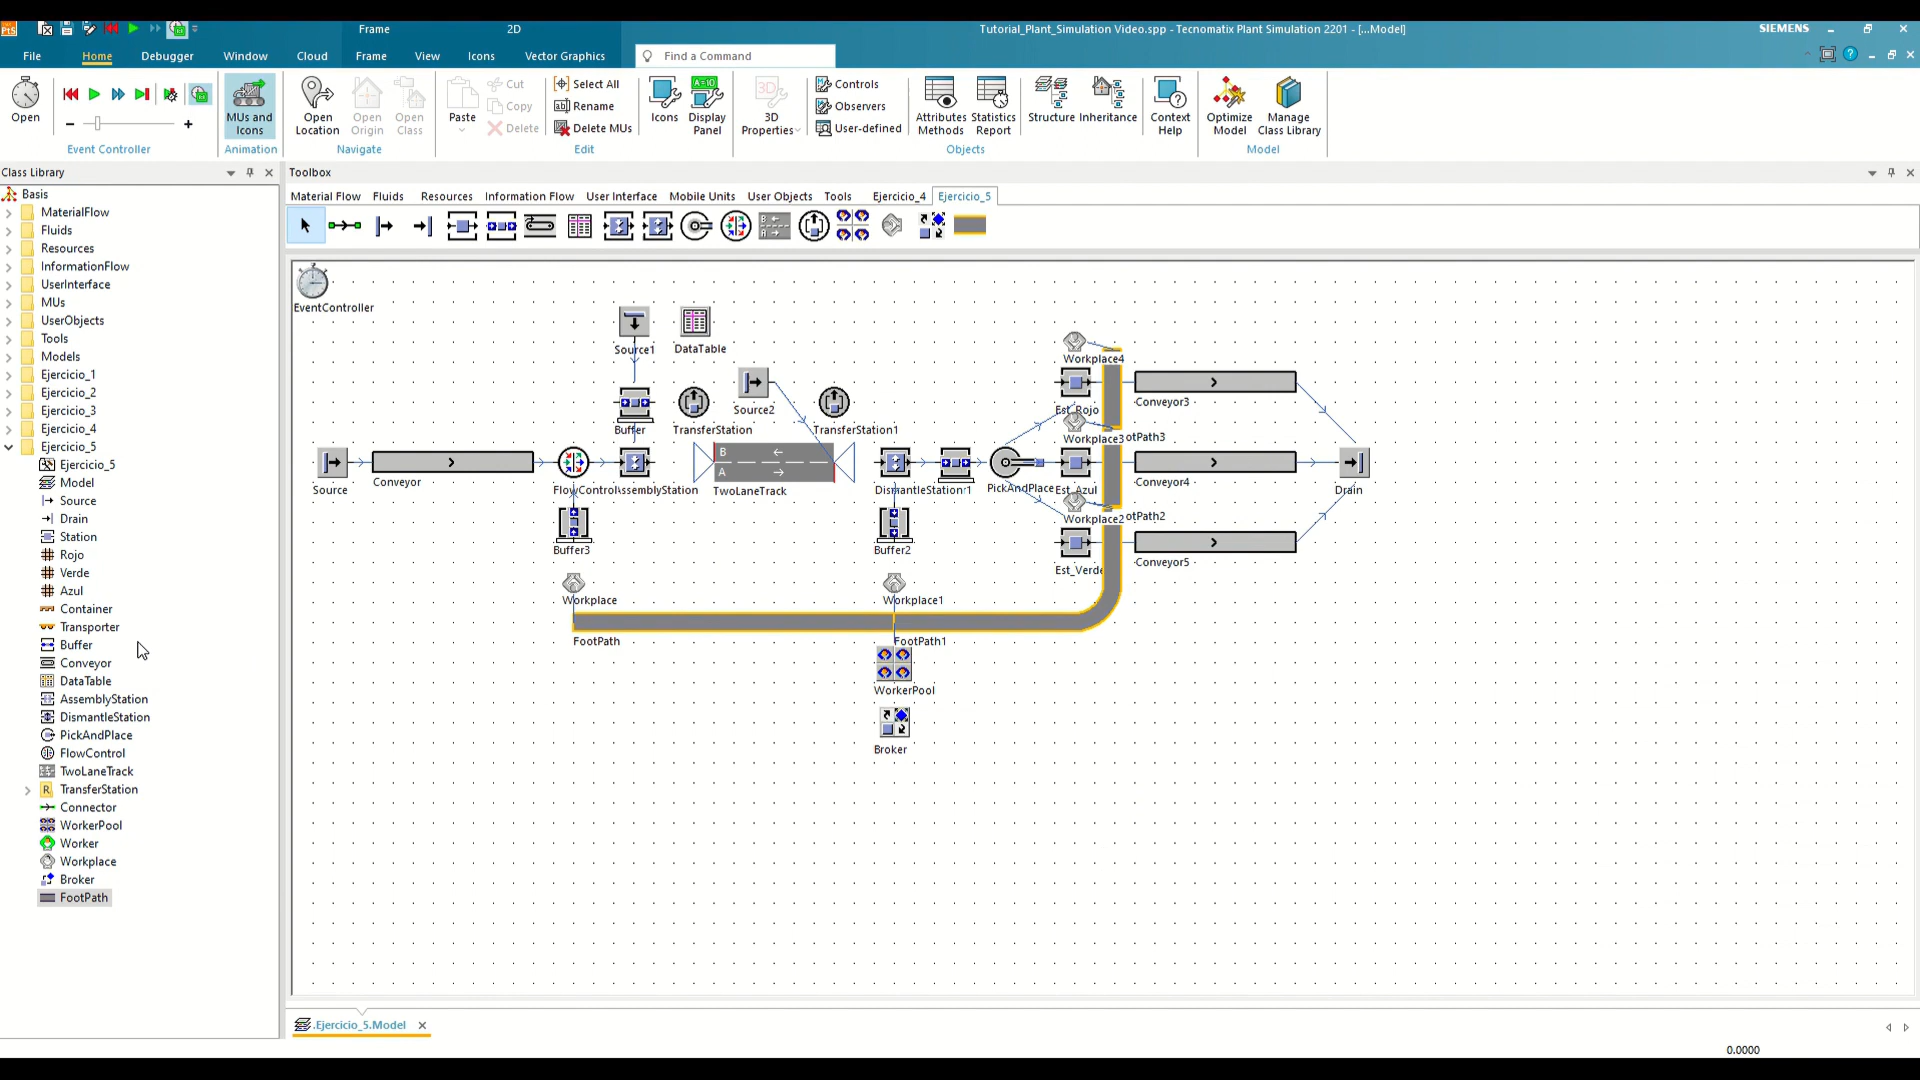 Frame 2D Tutorial_Plant_Simulation Video.spp - Tecnomatix Plant Simulation 2201 - [...Model] SIEMENS
File Home Debugger Window Cloud Frame View Icons Vector Graphics Find a Command
Open
MUs and Icons
Open Location
Open Origin
Open Class
Paste
Cut
Copy
Delete
Select All
Rename
Delete MUs
Icons
Display Panel
3D Properties
Controls
Observers
User-defined
Attributes Methods
Statistics Report
Structure
Inheritance
Context Help
Optimize Model
Manage Class Library
Event Controller Animation Navigate Edit Objects Model
Class Library
Basis
MaterialFlow
Fluids
Resources
InformationFlow
UserInterface
MUs
UserObjects
Tools
Models
Ejercicio_1
Ejercicio_2
Ejercicio_3
Ejercicio_4
Ejercicio_5
Ejercicio_5
Model
Source
Drain
Station
Rojo
Verde
Azul
Container
Transporter
Buffer
Conveyor
DataTable
AssemblyStation
DismantleStation
PickAndPlace
FlowControl
TwoLaneTrack
TransferStation
Connector
WorkerPool
Worker
Workplace
Broker
FootPath
Toolbox
Material Flow Fluids Resources Information Flow User Interface Mobile Units User Objects Tools Ejercicio_4 Ejercicio_5
EventController
Source1
DataTable
Workplace4
Source2
Est_Rojo
Conveyor3
Buffer
TransferStation
TransferStation1
Workplace3
otPath3
B
A
Source
Conveyor
FlowControl
AssemblyStation
TwoLaneTrack
DismantleStation
PickAndPlace
Est_Azul
Conveyor4
Drain
Workplace2
otPath2
Buffer3
Buffer2
Est_Verde
Conveyor5
Workplace
Workplace1
FootPath
FootPath1
WorkerPool
Broker
.Ejercicio_5.Model
0.0000